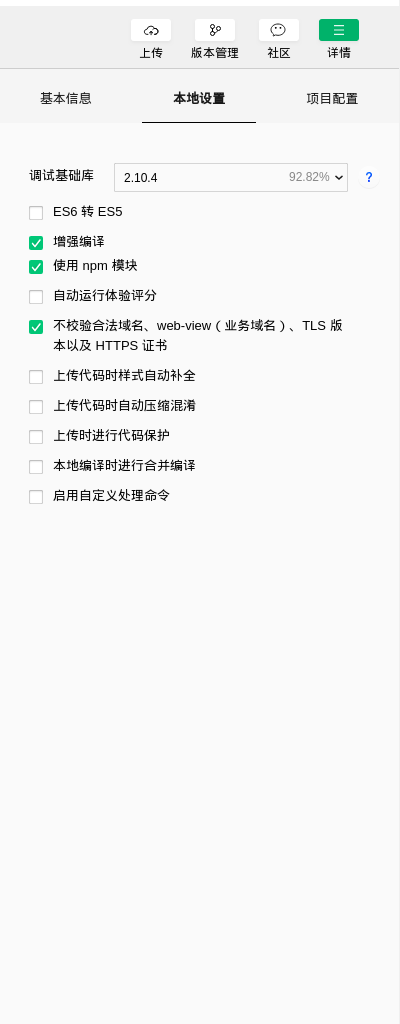 上传 版本管理 社区 详情
基本信息 本地设置 项目配置
调试基础库 2.10.4 92.82% ?
ES6 转 ES5
增强编译
使用 npm 模块
自动运行体验评分
不校验合法域名、web-view（业务域名）、TLS 版
本以及 HTTPS 证书
上传代码时样式自动补全
上传代码时自动压缩混淆
上传时进行代码保护
本地编译时进行合并编译
启用自定义处理命令